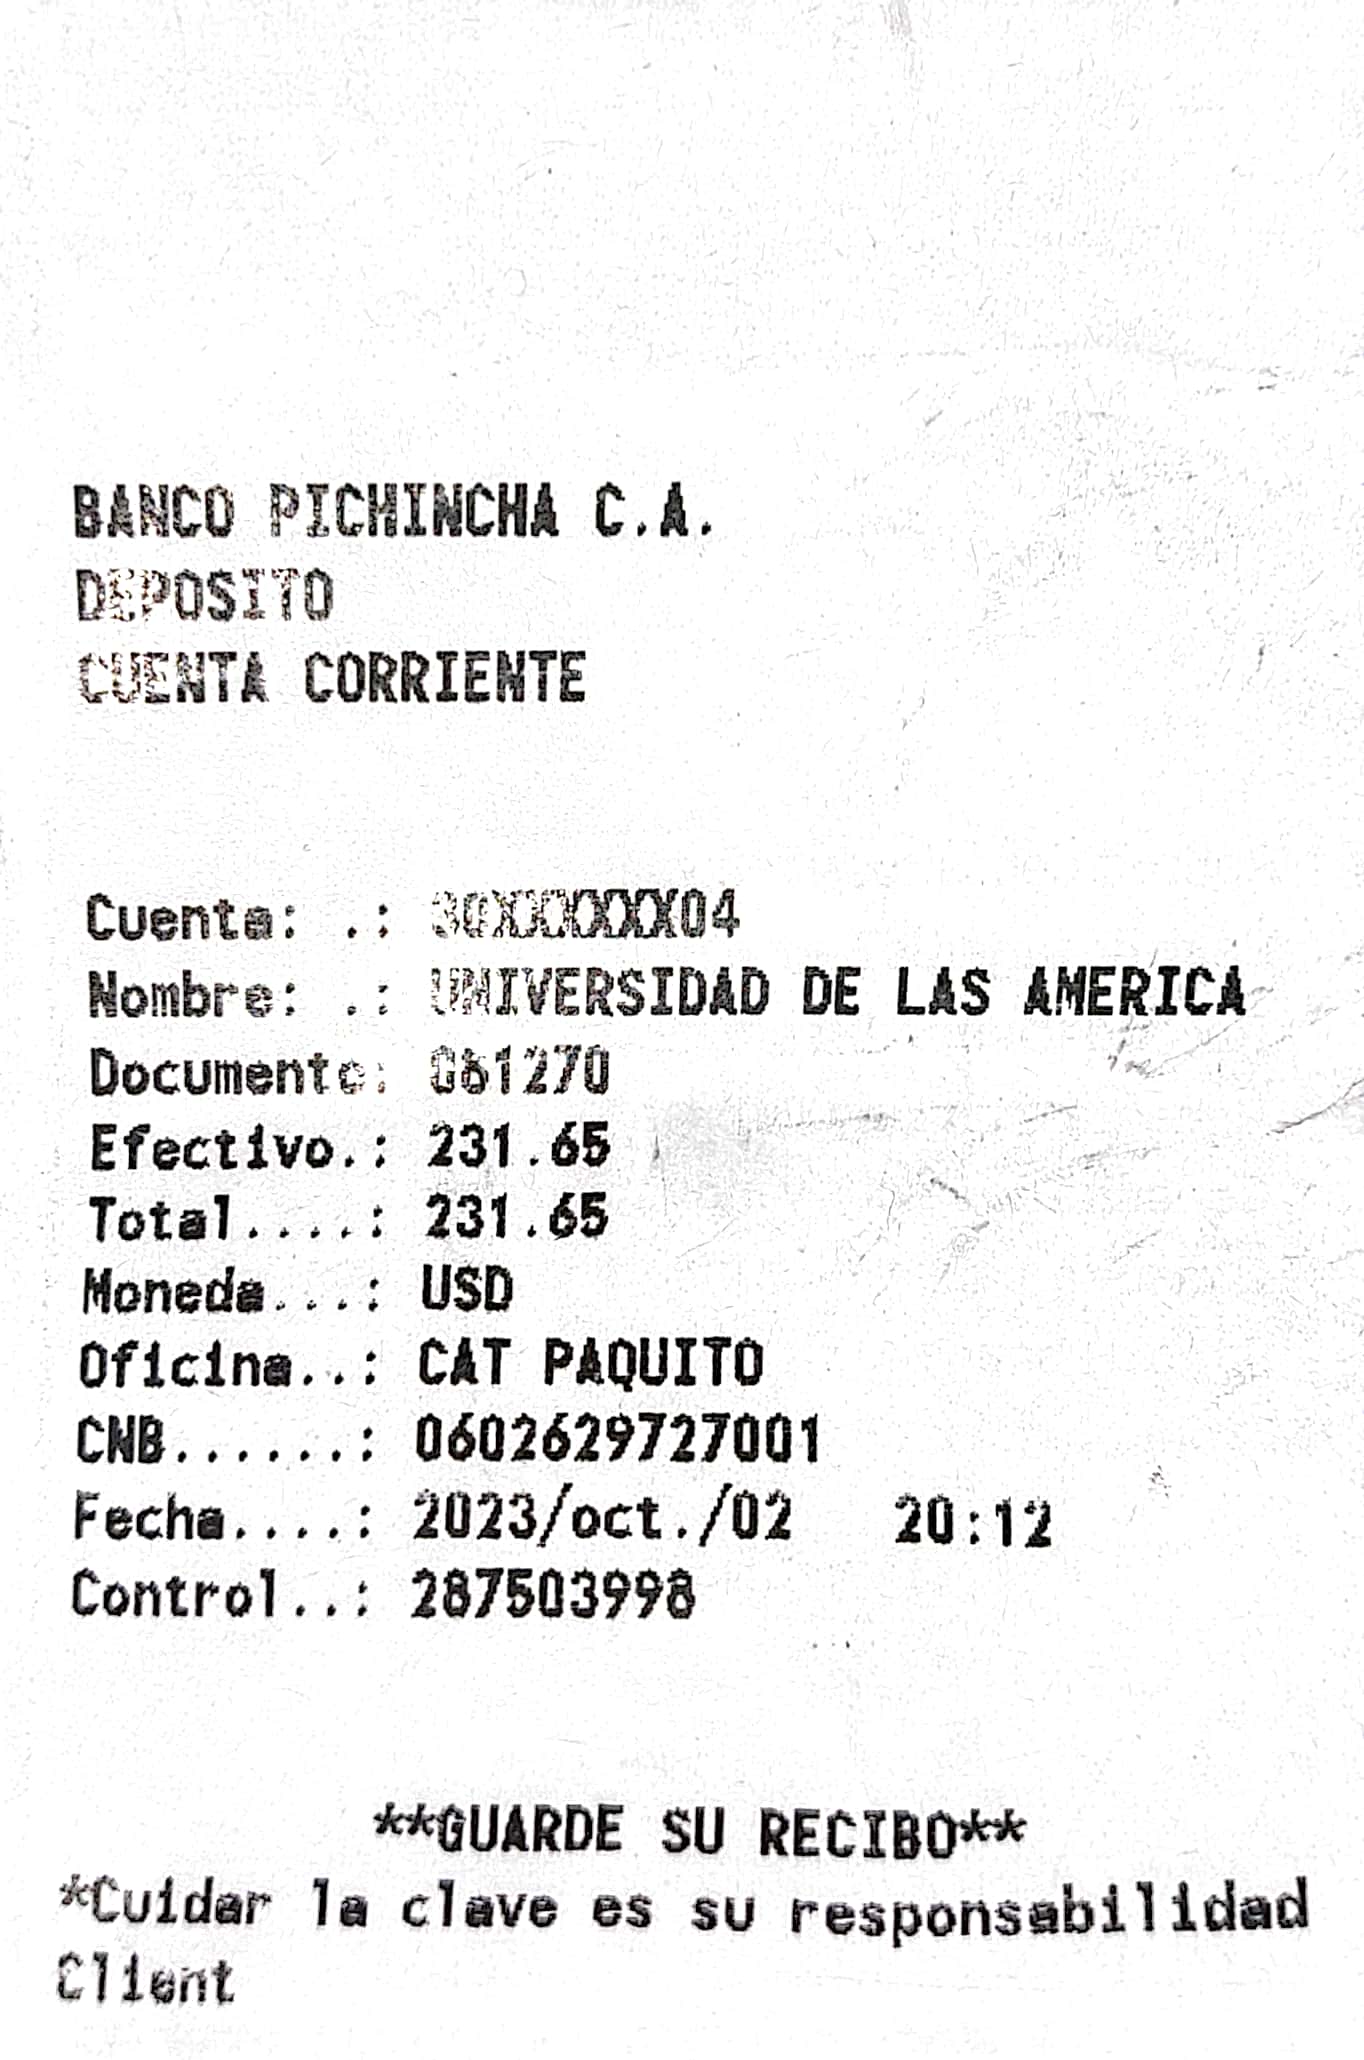 BANCO PICHINCHA C.A.
DEPOSITO
CUENTA CORRIENTE
Cuenta: .: 30XXXXXX04
Nombre: .: UNIVERSIDAD DE LAS AMERICA
Documento: 061270
Efectivo.: 231.65
Total....: 231.65
Moneda...: USD
Oficina..: CAT PAQUITO
CNB......: 0602629727001
Fecha....: 2023/oct./02 20:12
Control..: 287503998
**GUARDE SU RECIBO**
*Cuidar la clave es su responsabilidad
Client